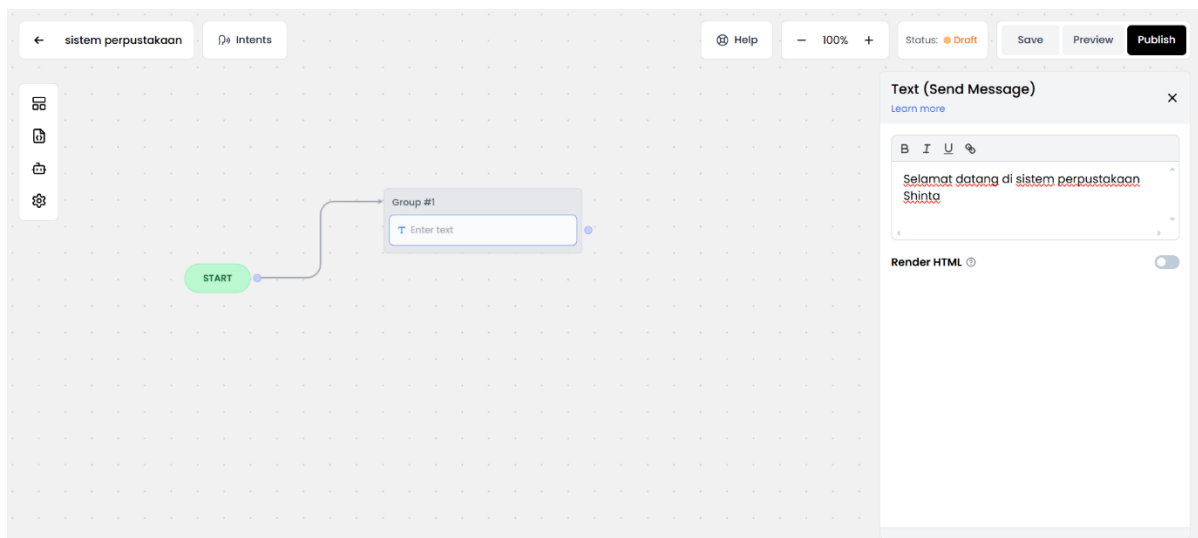 sistem perpustakaan
Intents
Help
100%
Status: Draft
Save
Preview
Publish
Text (Send Message)
Learn more
B I U
Selamat datang di sistem perpustakaan
Shinta
Render HTML
Group #1
T Enter text
START